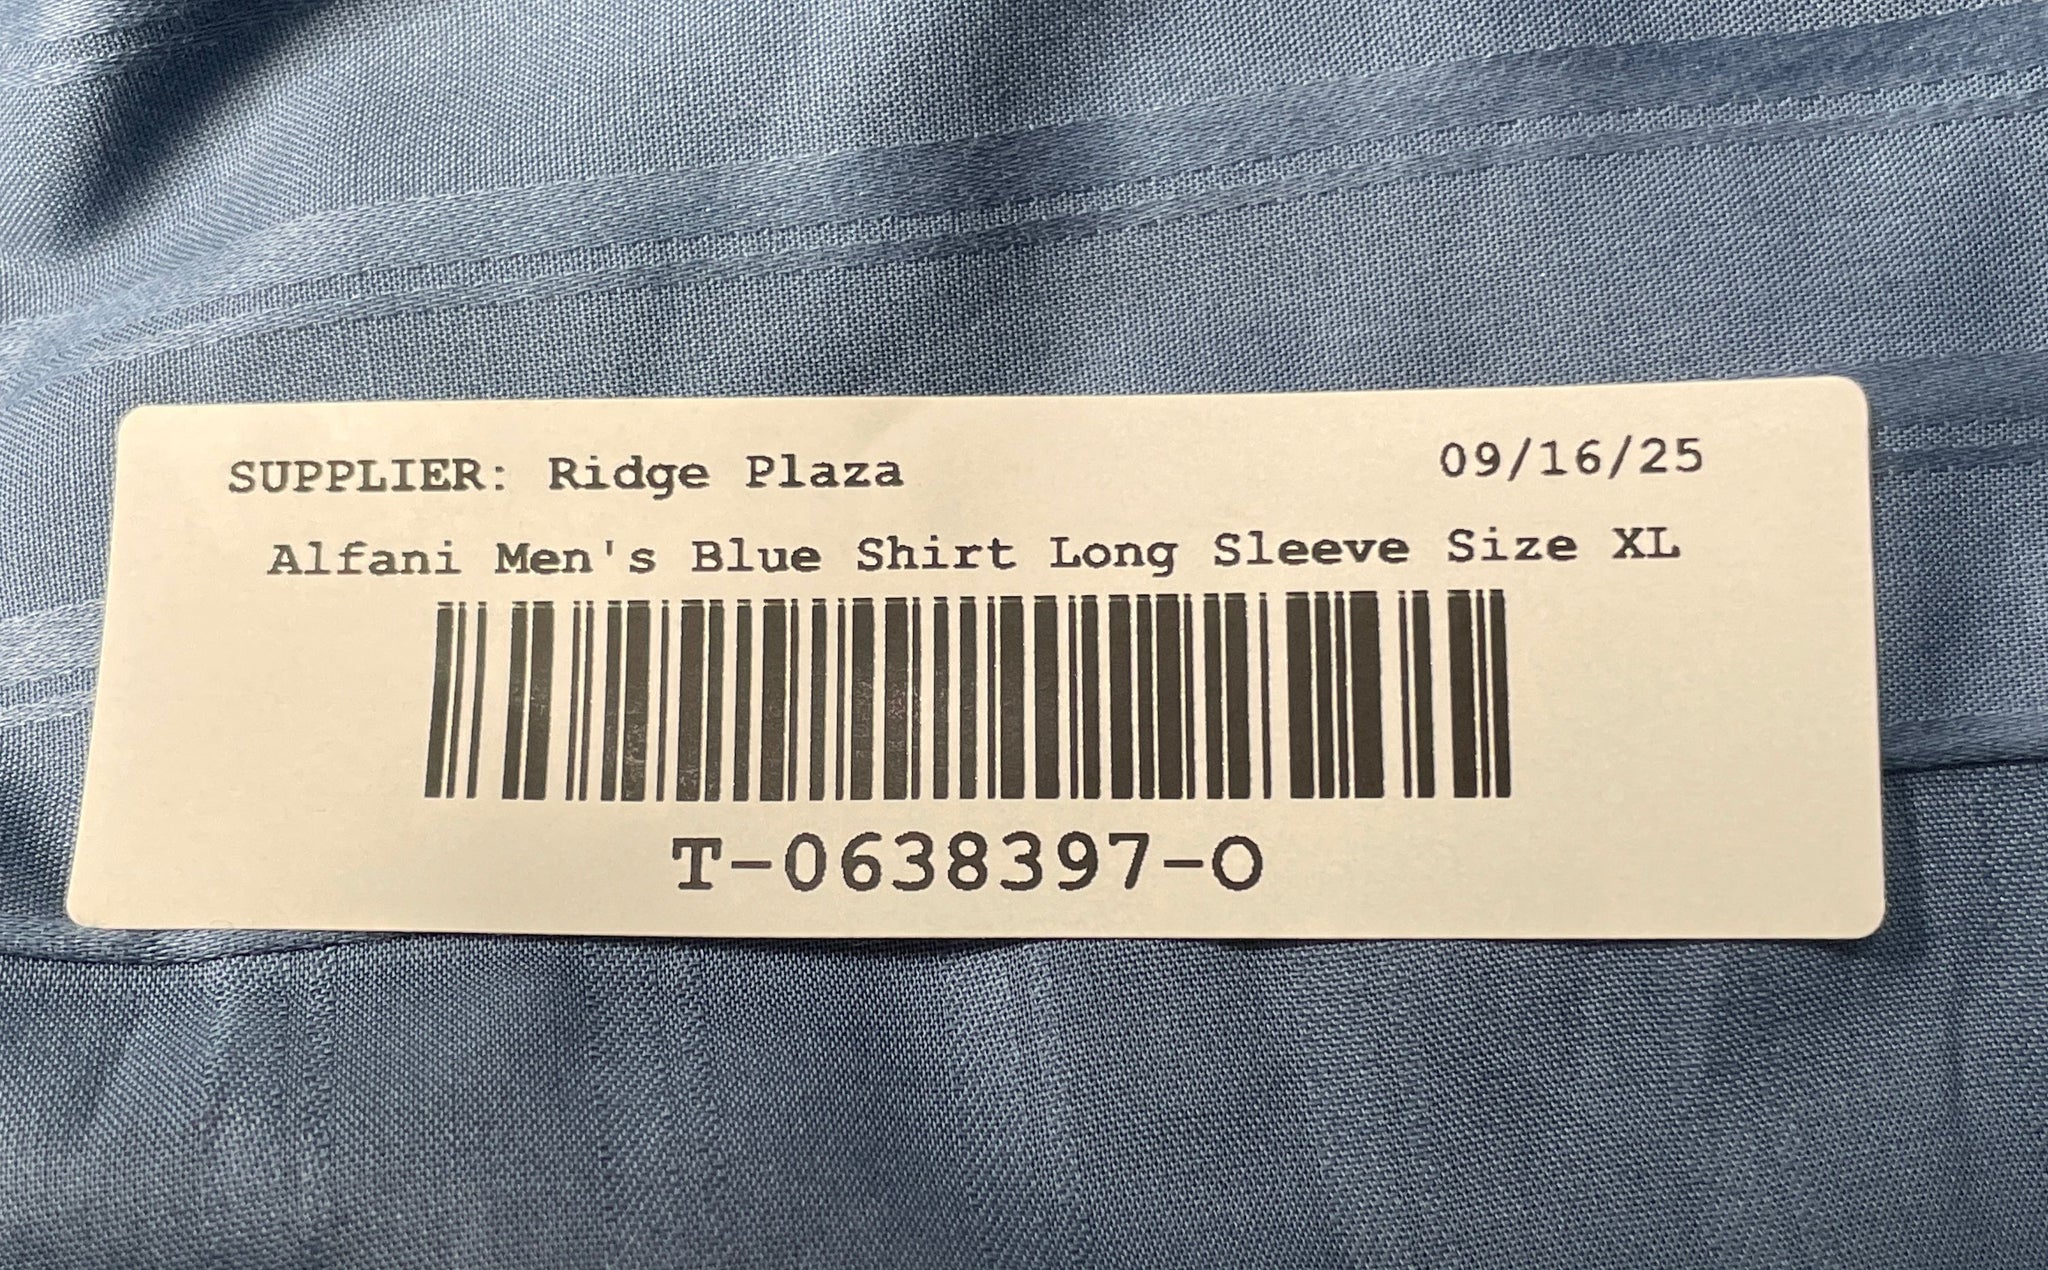 SUPPLIER: Ridge Plaza 09/16/25
Alfani Men's Blue Shirt Long Sleeve Size XL
T-0638397-O